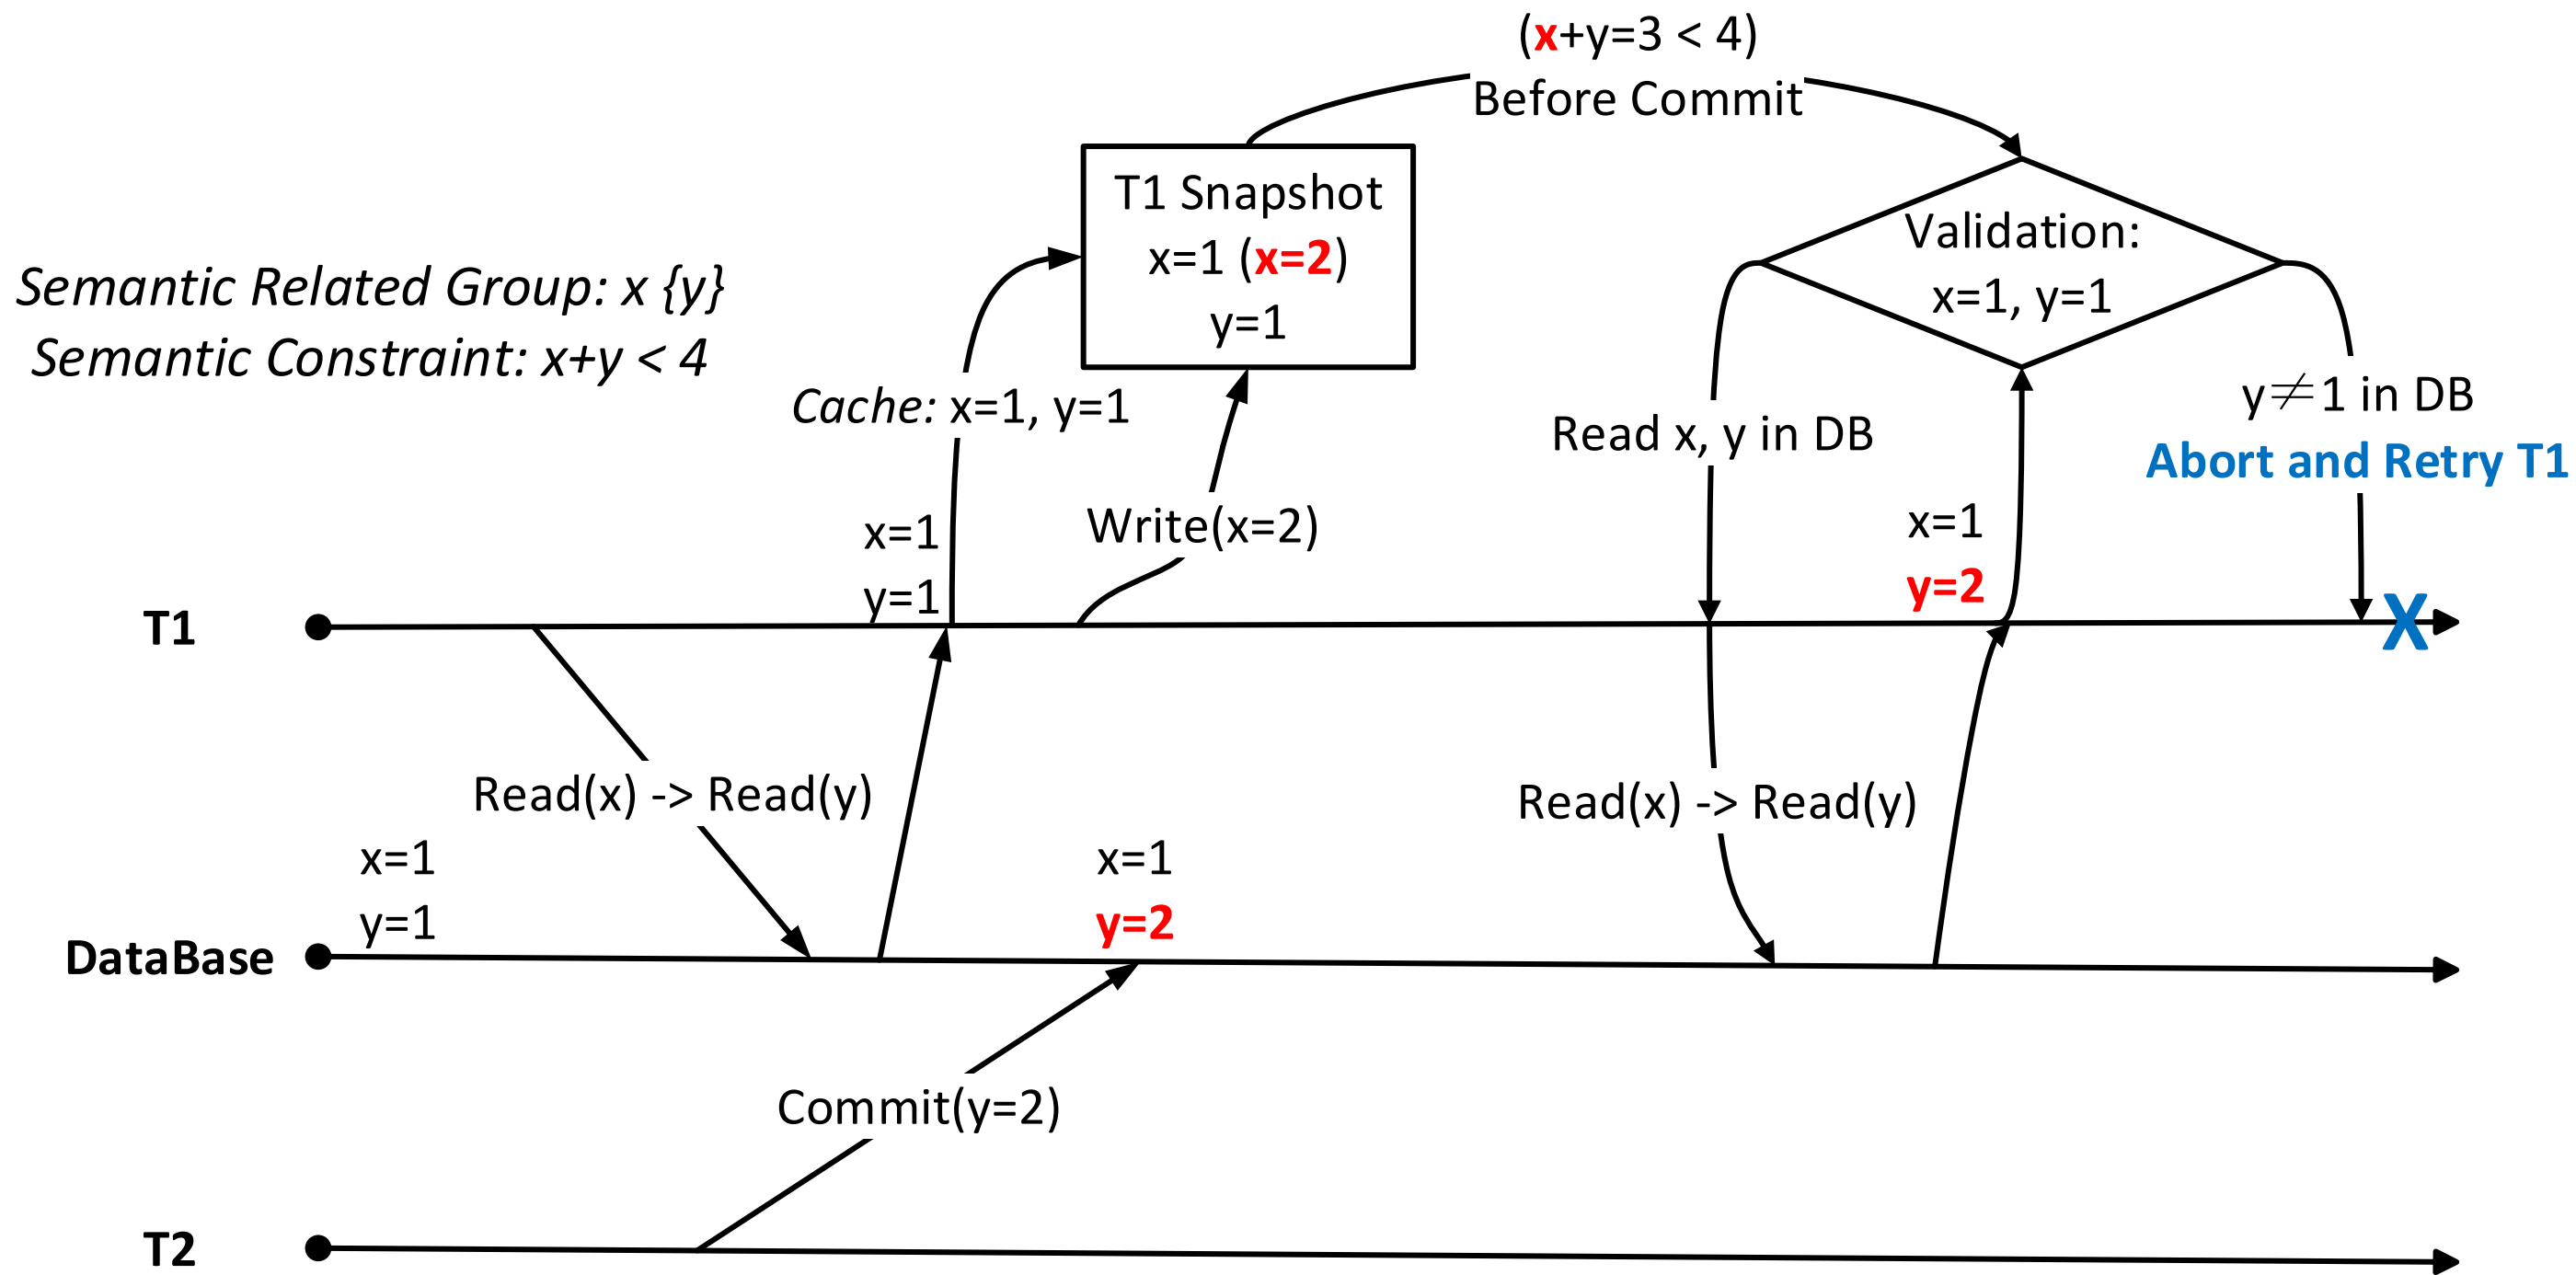 (x+y=3 < 4)
Before Commit
T1 Snapshot
x=1 (x=2)
y=1
Validation:
x=1, y=1
Semantic Related Group: x {y}
Semantic Constraint: x+y < 4
Cache: x=1, y=1
Read x, y in DB
y≠1 in DB
Abort and Retry T1
x=1
y=1
Write(x=2)
x=1
y=2
T1
X
Read(x) -> Read(y)
Read(x) -> Read(y)
x=1
y=1
x=1
y=2
DataBase
Commit(y=2)
T2